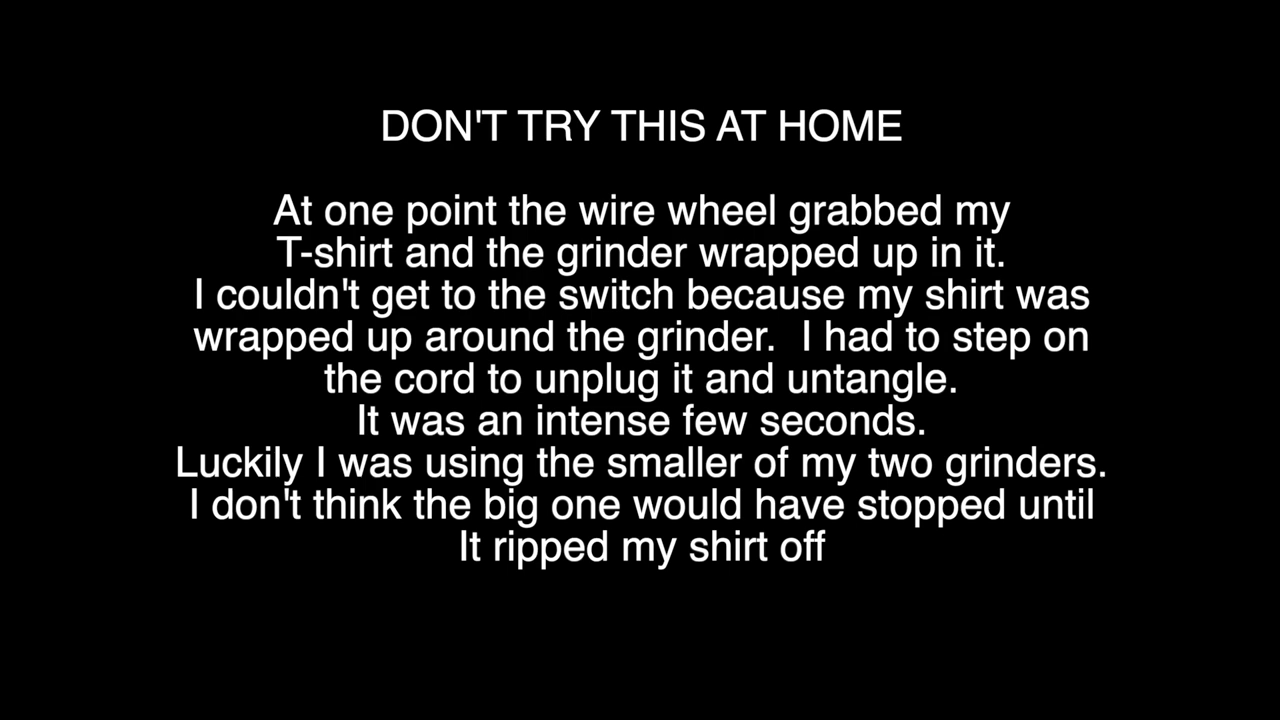 DON'T TRY THIS AT HOME
At one point the wire wheel grabbed my
T-shirt and the grinder wrapped up in it.
I couldn't get to the switch because my shirt was
wrapped up around the grinder.  I had to step on
the cord to unplug it and untangle.
It was an intense few seconds.
Luckily I was using the smaller of my two grinders.
I don't think the big one would have stopped until
It ripped my shirt off